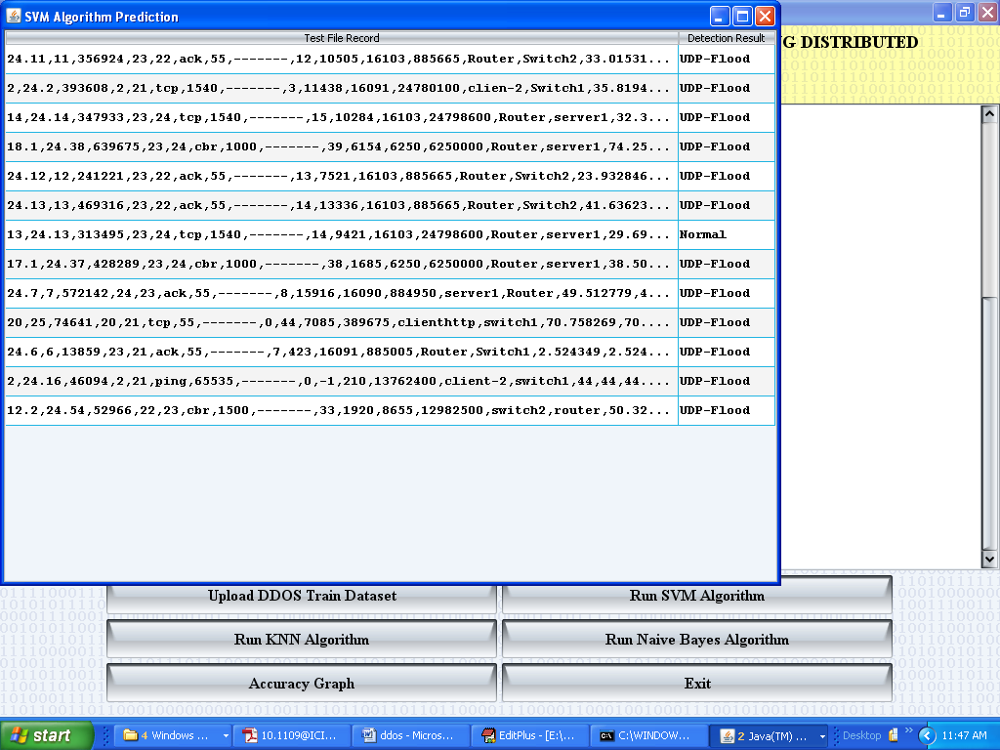 SVM Algorithm Prediction
G DISTRIBUTED
Test File Record Detection Result
24.11,11,356924,23,22,ack,55,-------,12,10505,16103,885665,Router,Switch2,33.01531... UDP-Flood
2,24.2,393608,2,21,tcp,1540,-------,3,11438,16091,24780100,clien-2,Switch1,35.8194... UDP-Flood
14,24.14,347933,23,24,tcp,1540,-------,15,10284,16103,24798600,Router,server1,32.3... UDP-Flood
18.1,24.38,639675,23,24,cbr,1000,-------,39,6154,6250,6250000,Router,server1,74.25... UDP-Flood
24.12,12,241221,23,22,ack,55,-------,13,7521,16103,885665,Router,Switch2,23.932846... UDP-Flood
24.13,13,469316,23,22,ack,55,-------,14,13336,16103,885665,Router,Switch2,41.63623... UDP-Flood
13,24.13,313495,23,24,tcp,1540,-------,14,9421,16103,24798600,Router,server1,29.69... Normal
17.1,24.37,428289,23,24,cbr,1000,-------,38,1685,6250,6250000,Router,server1,38.50... UDP-Flood
24.7,7,572142,24,23,ack,55,-------,8,15916,16090,884950,server1,Router,49.512779,4... UDP-Flood
20,25,74641,20,21,tcp,55,-------,0,44,7085,389675,clienthttp,switch1,70.758269,70.... UDP-Flood
24.6,6,13859,23,21,ack,55,-------,7,423,16091,885005,Router,Switch1,2.524349,2.524... UDP-Flood
2,24.16,46094,2,21,ping,65535,-------,0,-1,210,13762400,client-2,switch1,44,44,44.... UDP-Flood
12.2,24.54,52966,22,23,cbr,1500,-------,33,1920,8655,12982500,switch2,router,50.32... UDP-Flood
Upload DDOS Train Dataset Run SVM Algorithm
Run KNN Algorithm Run Naive Bayes Algorithm
Accuracy Graph Exit
start 4 Windows ... 10.1109@ICI... ddos - Micros... EditPlus - [E:\... C:\WINDOW... 2 Java(TM) ... Desktop » 11:47 AM